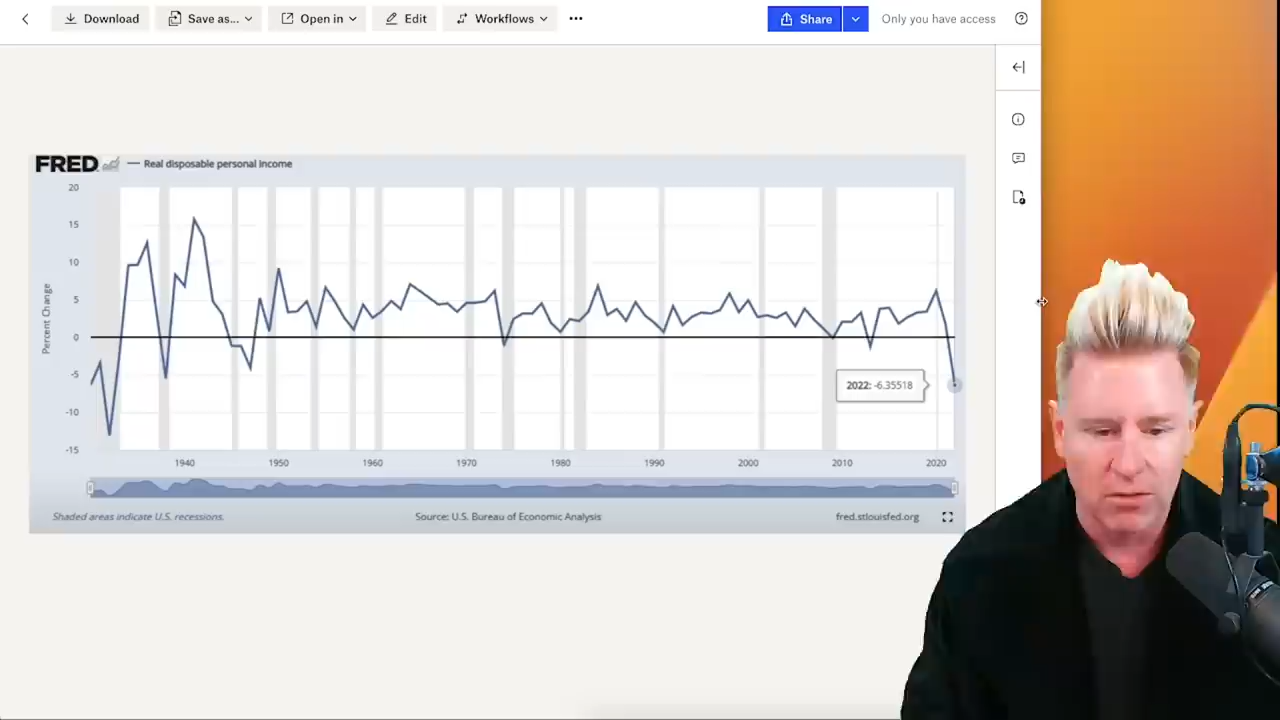 Download Save as... Open in Edit Workflows ... Share Only you have access
FRED — Real disposable personal income
20
15
10
5
0
-5
-10
-15
Percent Change
2022: -6.35518
1940 1950 1960 1970 1980 1990 2000 2010 2020
Shaded areas indicate U.S. recessions. Source: U.S. Bureau of Economic Analysis fred.stlouisfed.org